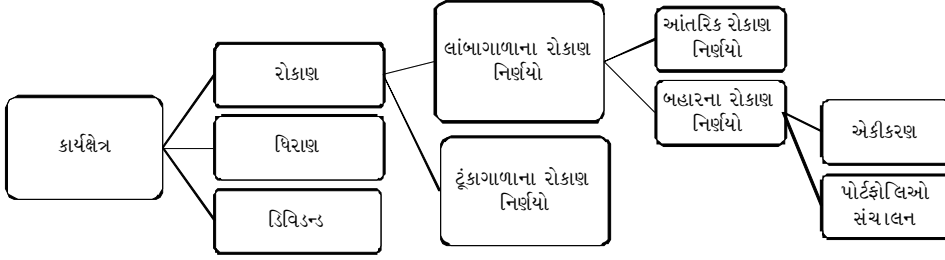 કાર્યક્ષેત્ર
રોકાણ
ધિરાણ
ડિવિડન્ડ
લાંબાગાળાના રોકાણ
નિર્ણયો
ટૂંકાગાળાના રોકાણ
નિર્ણયો
આંતરિક રોકાણ
નિર્ણયો
બહારના રોકાણ
નિર્ણયો
એકીકરણ
પોર્ટફોલિઓ
સંચાલન